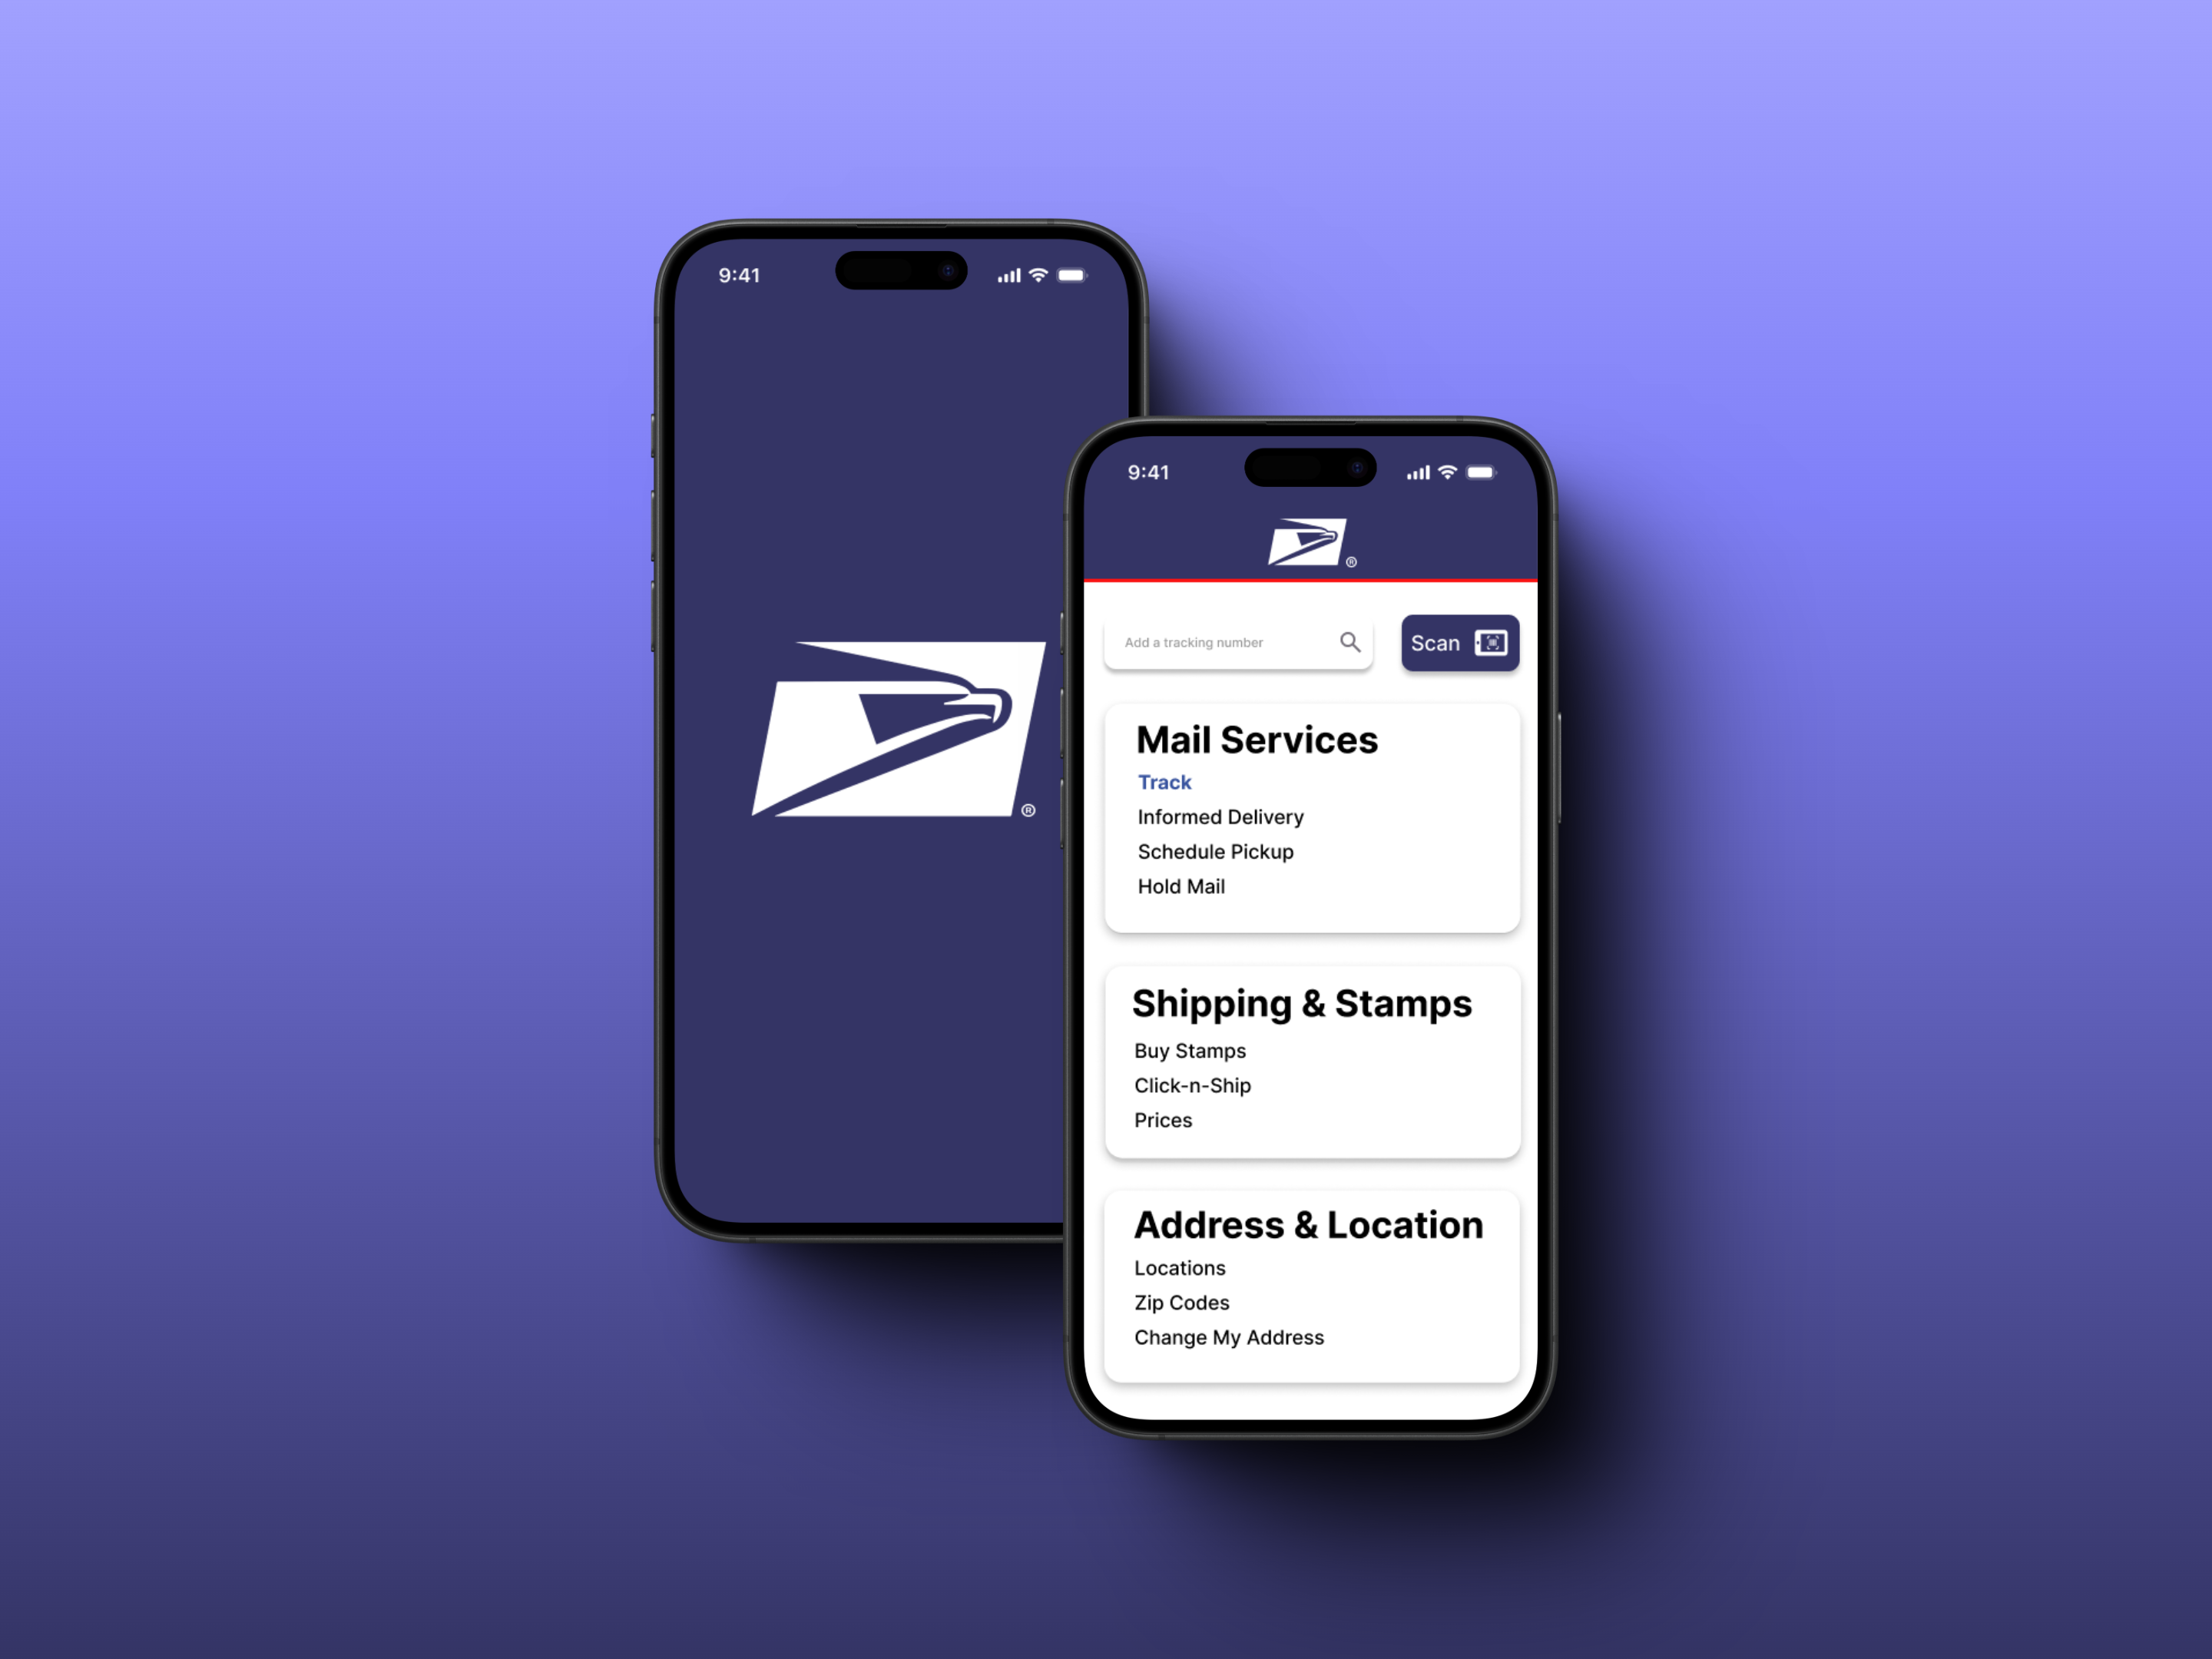 9:41
®
9:41
®
Add a tracking number
Scan
Mail Services
Track
Informed Delivery
Schedule Pickup
Hold Mail
Shipping & Stamps
Buy Stamps
Click-n-Ship
Prices
Address & Location
Locations
Zip Codes
Change My Address